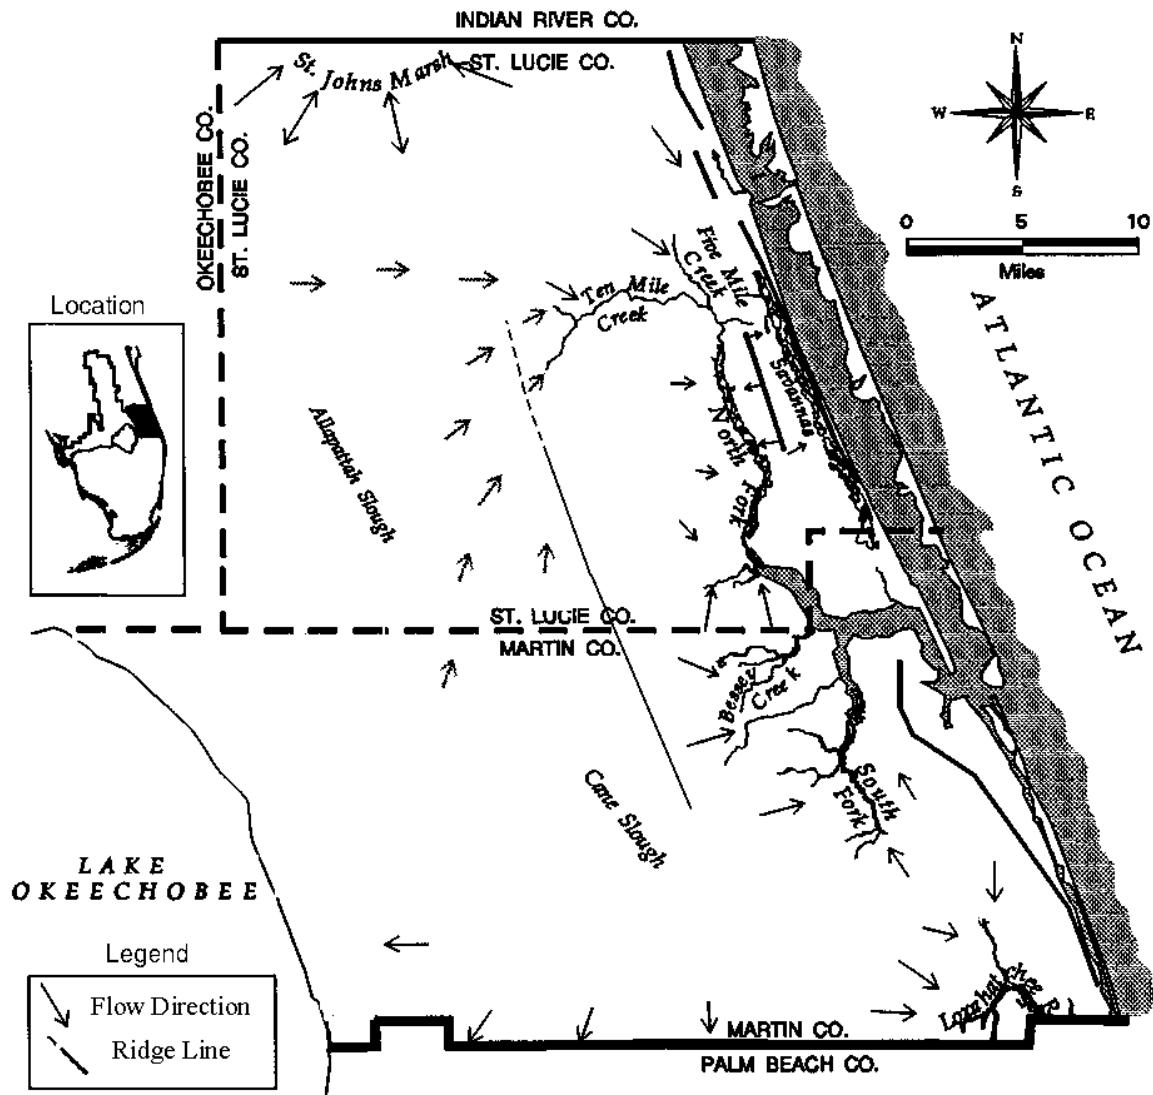 INDIAN RIVER CO.
ST. LUCIE CO.
St. Johns Marsh
OKEECHOBEE CO.
ST. LUCIE CO.
N
W
E
S
0 5 10
Miles
Five Mile
Creek
Ten Mile
Creek
Savannas
North Fork
Allapattah Slough
Location
ATLANTIC OCEAN
ST. LUCIE CO.
MARTIN CO.
Bessey
Creek
South
Fork
Cane Slough
LAKE
OKEECHOBEE
Legend
Flow Direction
Ridge Line
Loxahatchee R.
MARTIN CO.
PALM BEACH CO.